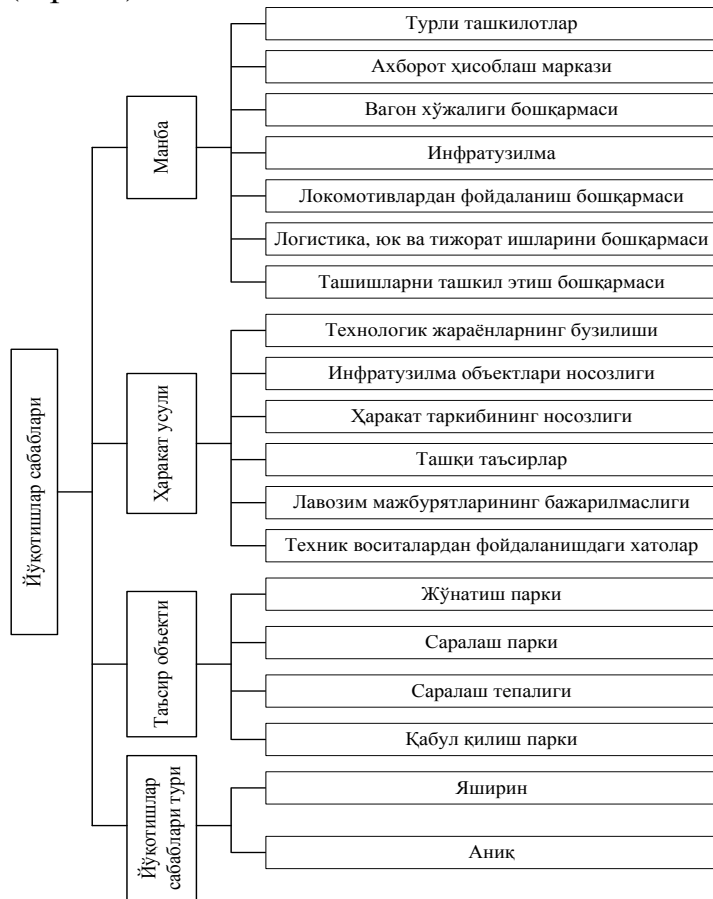 Йўқотишлар сабаблари
Манба
Турли ташкилотлар
Ахборот ҳисоблаш маркази
Вагон хўжалиги бошқармаси
Инфратузилма
Локомотивлардан фойдаланиш бошқармаси
Логистика, юк ва тижорат ишларини бошқармаси
Ташишларни ташкил этиш бошқармаси
Ҳаракат усули
Технологик жараёнларнинг бузилиши
Инфратузилма объектлари носозлиги
Ҳаракат таркибининг носозлиги
Ташқи таъсирлар
Лавозим мажбурятларининг бажарилмаслиги
Техник воситалардан фойдаланишдаги хатолар
Таъсир объекти
Жўнатиш парки
Саралаш парки
Саралаш тепалиги
Қабул қилиш парки
Йўқотишлар
сабаблари тури
Яширин
Аниқ